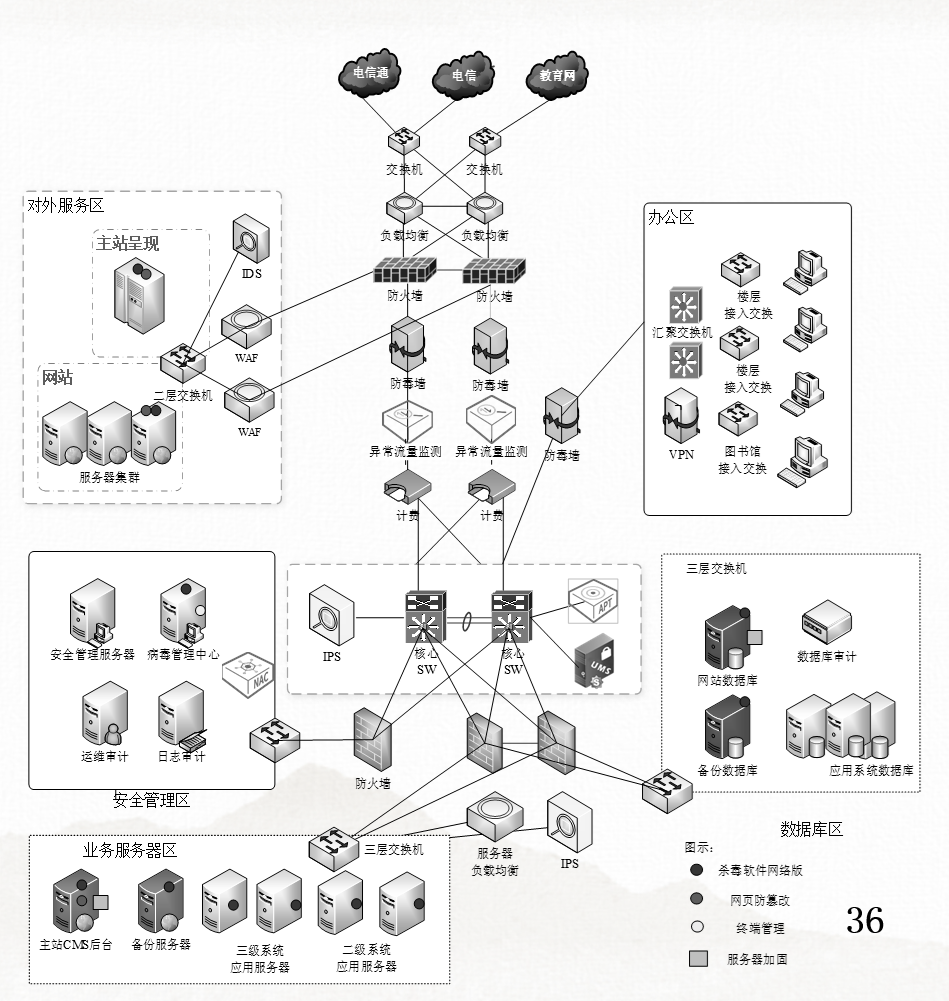 电信通
电信
教育网
交换机
交换机
负载均衡
负载均衡
防火墙
防火墙
防毒墙
防毒墙
异常流量监测
异常流量监测
防毒墙
计费
计费
对外服务区
主站呈现
IDS
WAF
二层交换机
WAF
网站
服务器集群
办公区
楼层
接入交换
汇聚交换机
楼层
接入交换
VPN
图书馆
接入交换
安全管理服务器
病毒管理中心
NAC
运维审计
日志审计
安全管理区
IPS
核心
SW
核心
SW
APT
UMS
防火墙
三层交换机
网站数据库
数据库审计
备份数据库
应用系统数据库
数据库区
业务服务器区
三层交换机
服务器
负载均衡
IPS
主站CMS后台
备份服务器
三级系统
应用服务器
二级系统
应用服务器
图示：
杀毒软件网络版
网页防篡改
终端管理
服务器加固
36